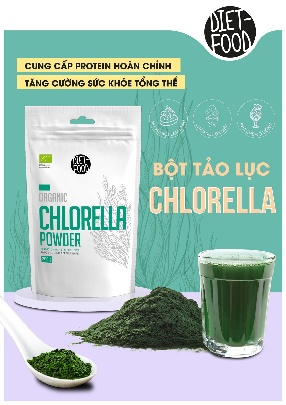 DIET-
FOOD
CUNG CẤP PROTEIN HOÀN CHỈNH
TĂNG CƯỜNG SỨC KHỎE TỔNG THỂ
BỘT TẢO LỤC
CHLORELLA
DIET-
FOOD
ORGANIC
CHLORELLA
POWDER